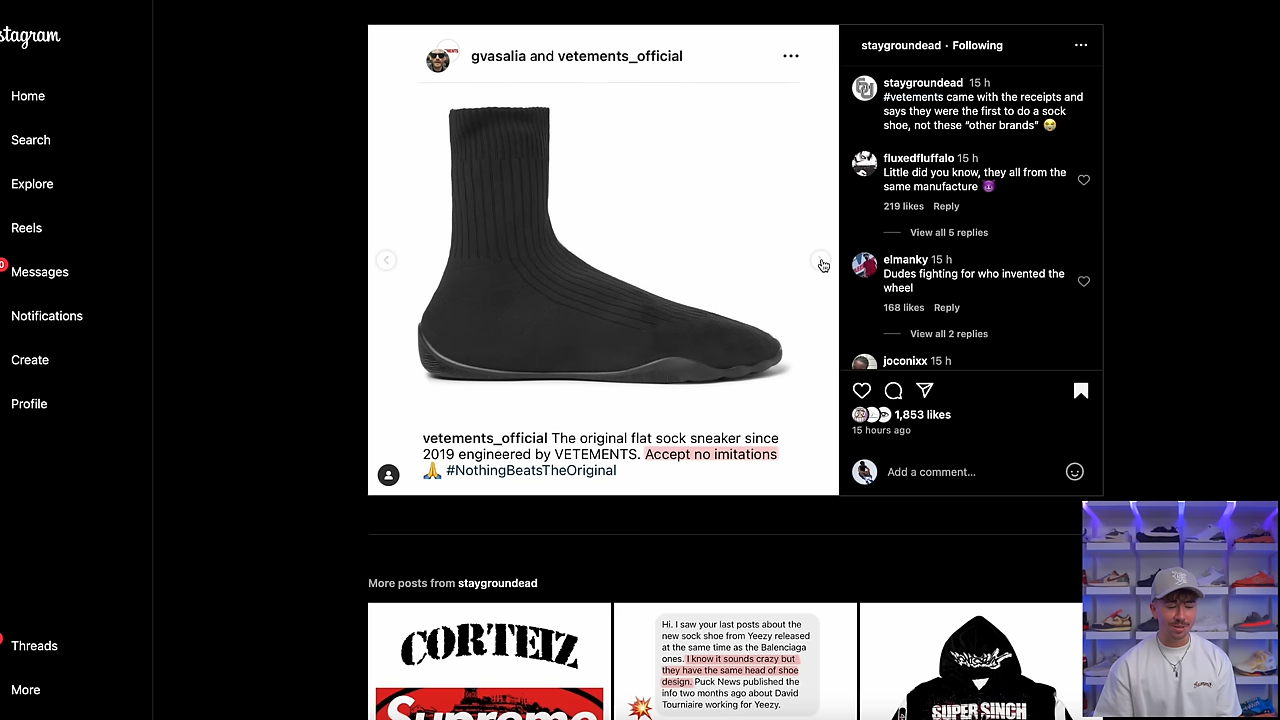 stagram
Home
Search
Explore
Reels
Messages
Notifications
Create
Profile
Threads
More
gvasalia and vetements_official
vetements_official The original flat sock sneaker since
2019 engineered by VETEMENTS. Accept no imitations
🙏 #NothingBeatsTheOriginal
staygroundead · Following
staygroundead 15 h
#vetements came with the receipts and
says they were the first to do a sock
shoe, not these “other brands” 😭
fluxedfluffalo 15 h
Little did you know, they all from the
same manufacture 😈
219 likes Reply
View all 5 replies
elmanky 15 h
Dudes fighting for who invented the
wheel
168 likes Reply
View all 2 replies
joconixx 15 h
1,853 likes
15 hours ago
Add a comment...
More posts from staygroundead
CORTEIZ
Supreme
Hi. I saw your last posts about the
new sock shoe from Yeezy released
at the same time as the Balenciaga
ones. I know it sounds crazy but
they have the same head of shoe
design. Puck News published the
info two months ago about David
Tourniaire working for Yeezy.
SUPER SINCH